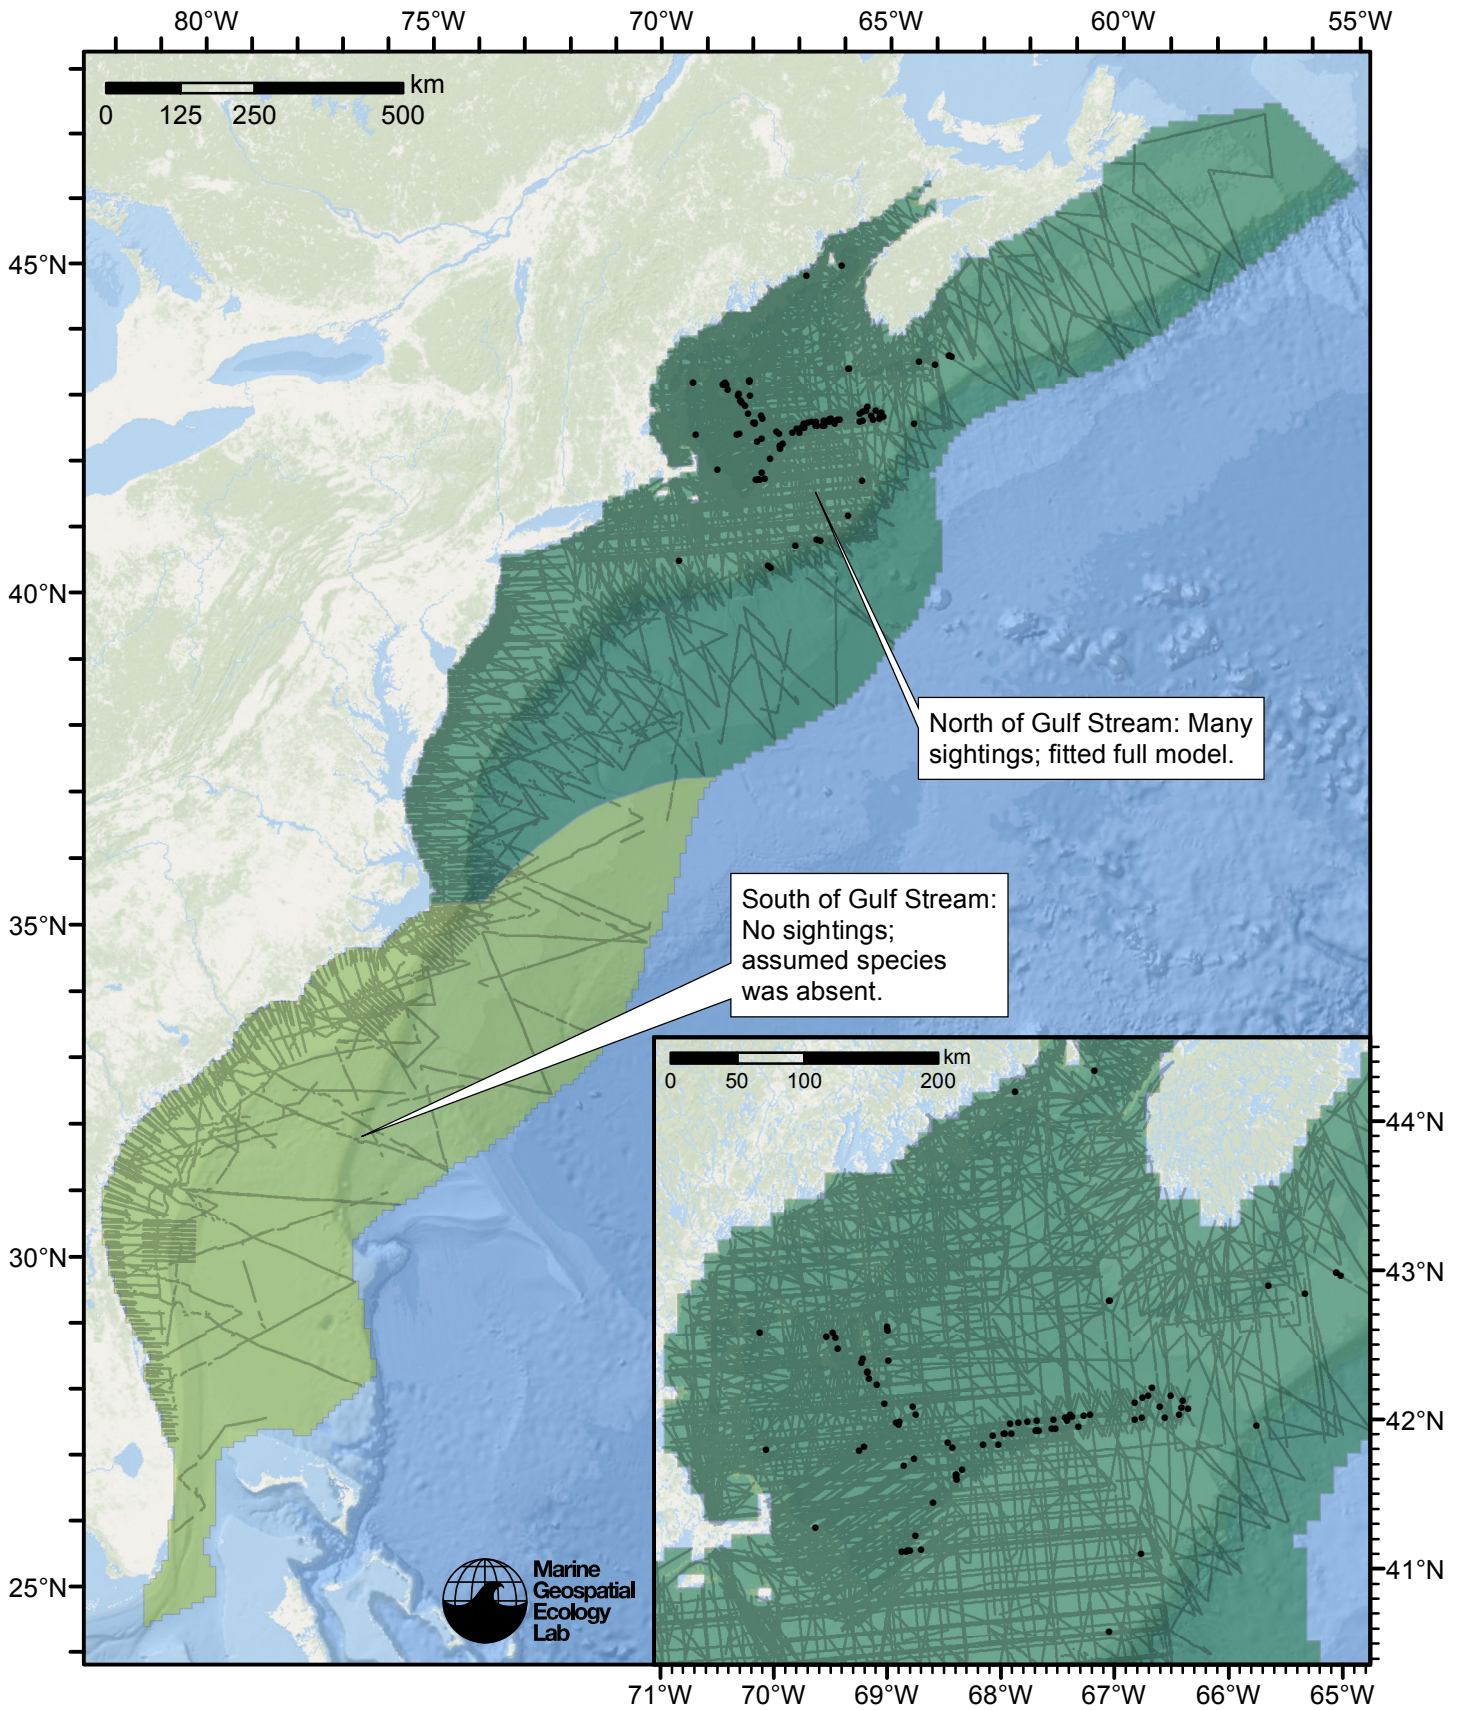 80°W 75°W 70°W 65°W 60°W 55°W
km
0 125 250 500
45°N
40°N
35°N
30°N
25°N
North of Gulf Stream: Many
sightings; fitted full model.
South of Gulf Stream:
No sightings;
assumed species
was absent.
km
0 50 100 200
44°N
43°N
42°N
41°N
Marine
Geospatial
Ecology
Lab
71°W 70°W 69°W 68°W 67°W 66°W 65°W